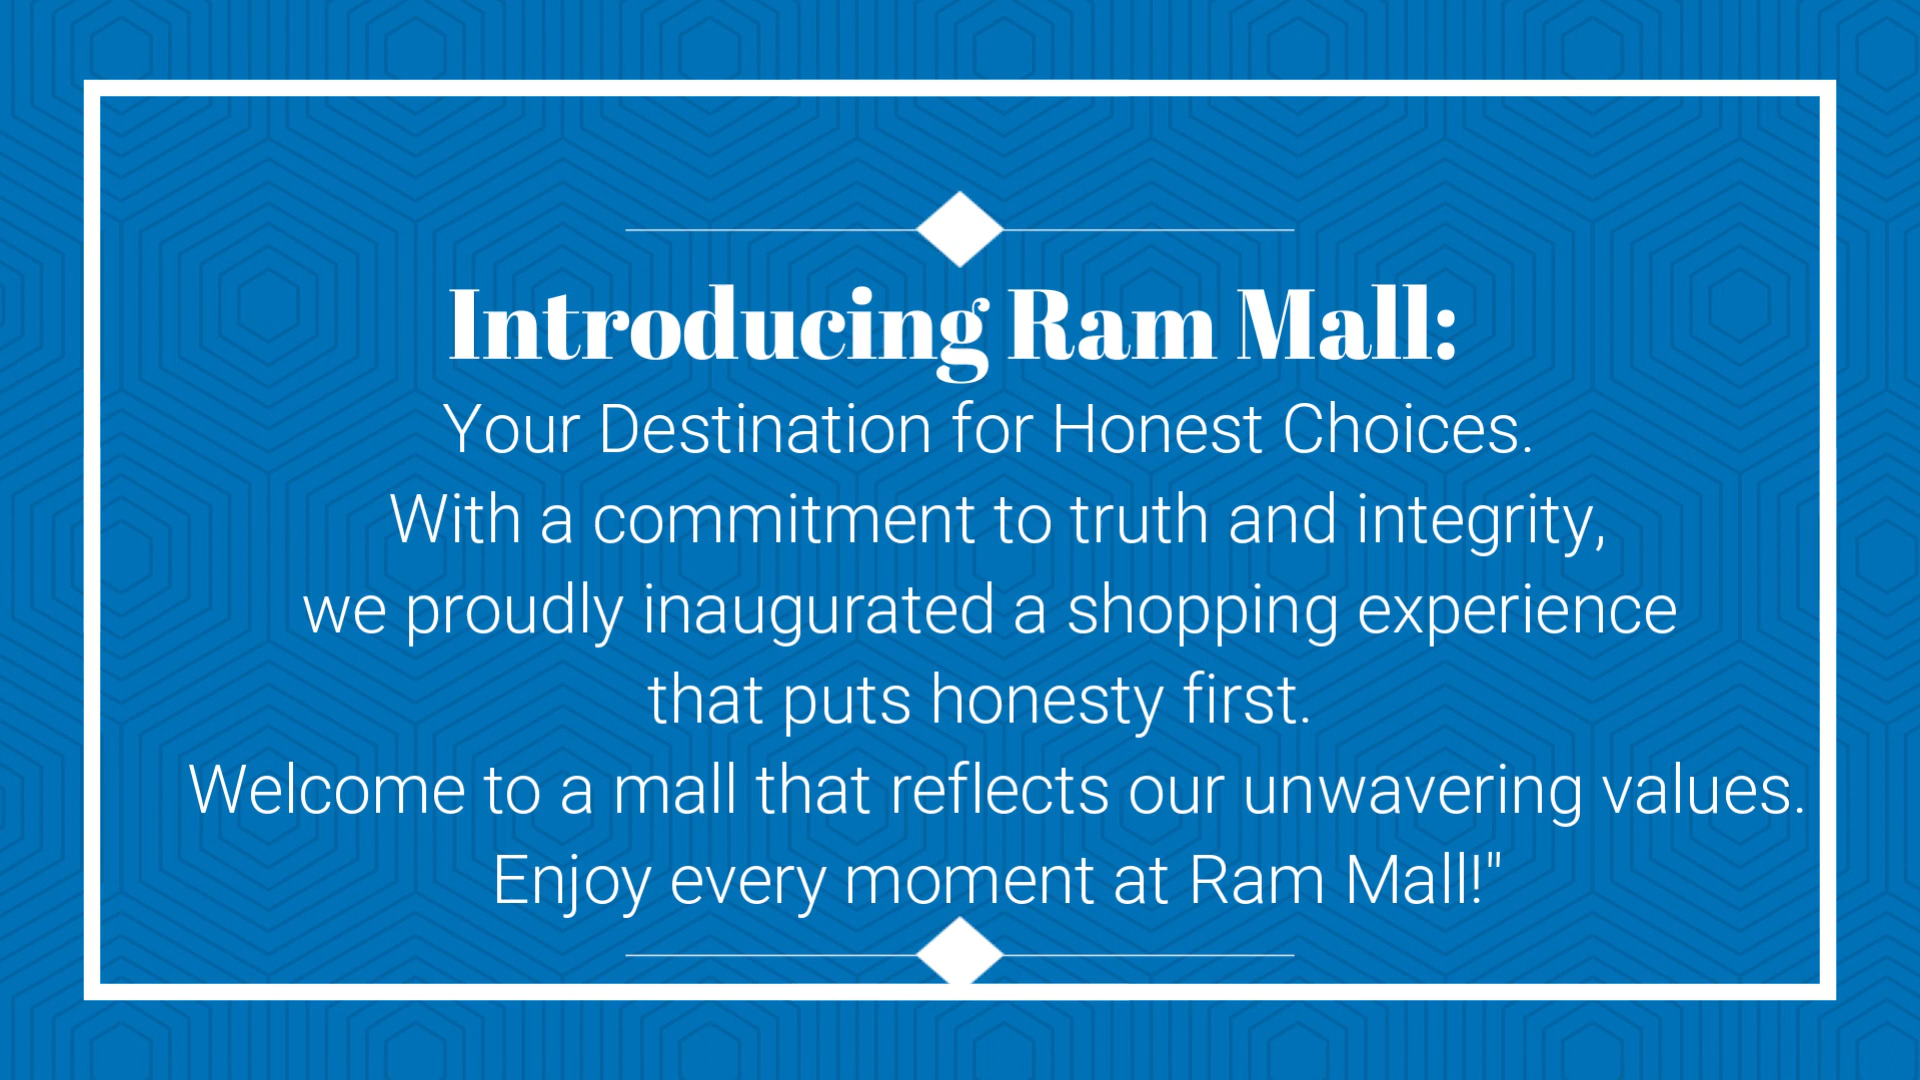 Introducing Ram Mall:
Your Destination for Honest Choices.
With a commitment to truth and integrity,
we proudly inaugurated a shopping experience
that puts honesty first.
Welcome to a mall that reflects our unwavering values.
Enjoy every moment at Ram Mall!"